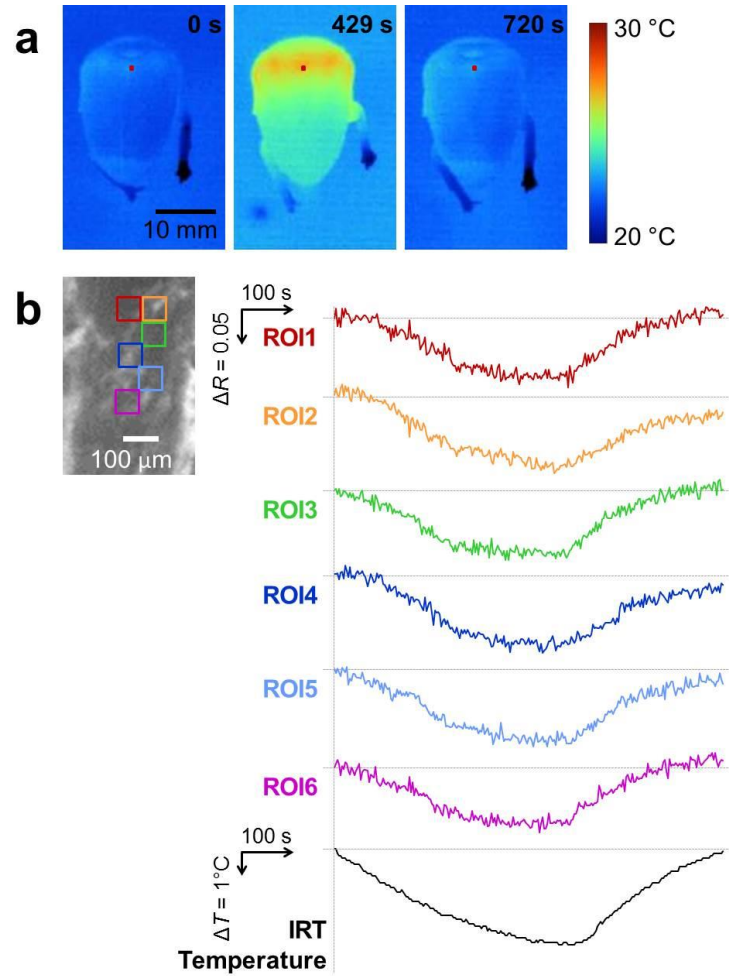 a
0 s
429 s
720 s
30 °C
10 mm
20 °C
b
100 µm
100 s
ΔR = 0.05
ROI1
ROI2
ROI3
ROI4
ROI5
ROI6
100 s
ΔT = 1°C
IRT
Temperature